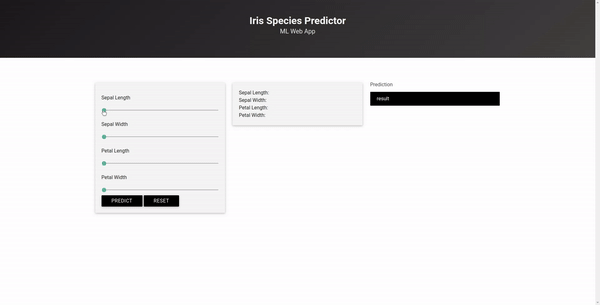 Iris Species Predictor
ML Web App
Sepal Length
Sepal Width
Petal Length
Petal Width
PREDICT RESET
Sepal Length:
Sepal Width:
Petal Length:
Petal Width:
Prediction
result